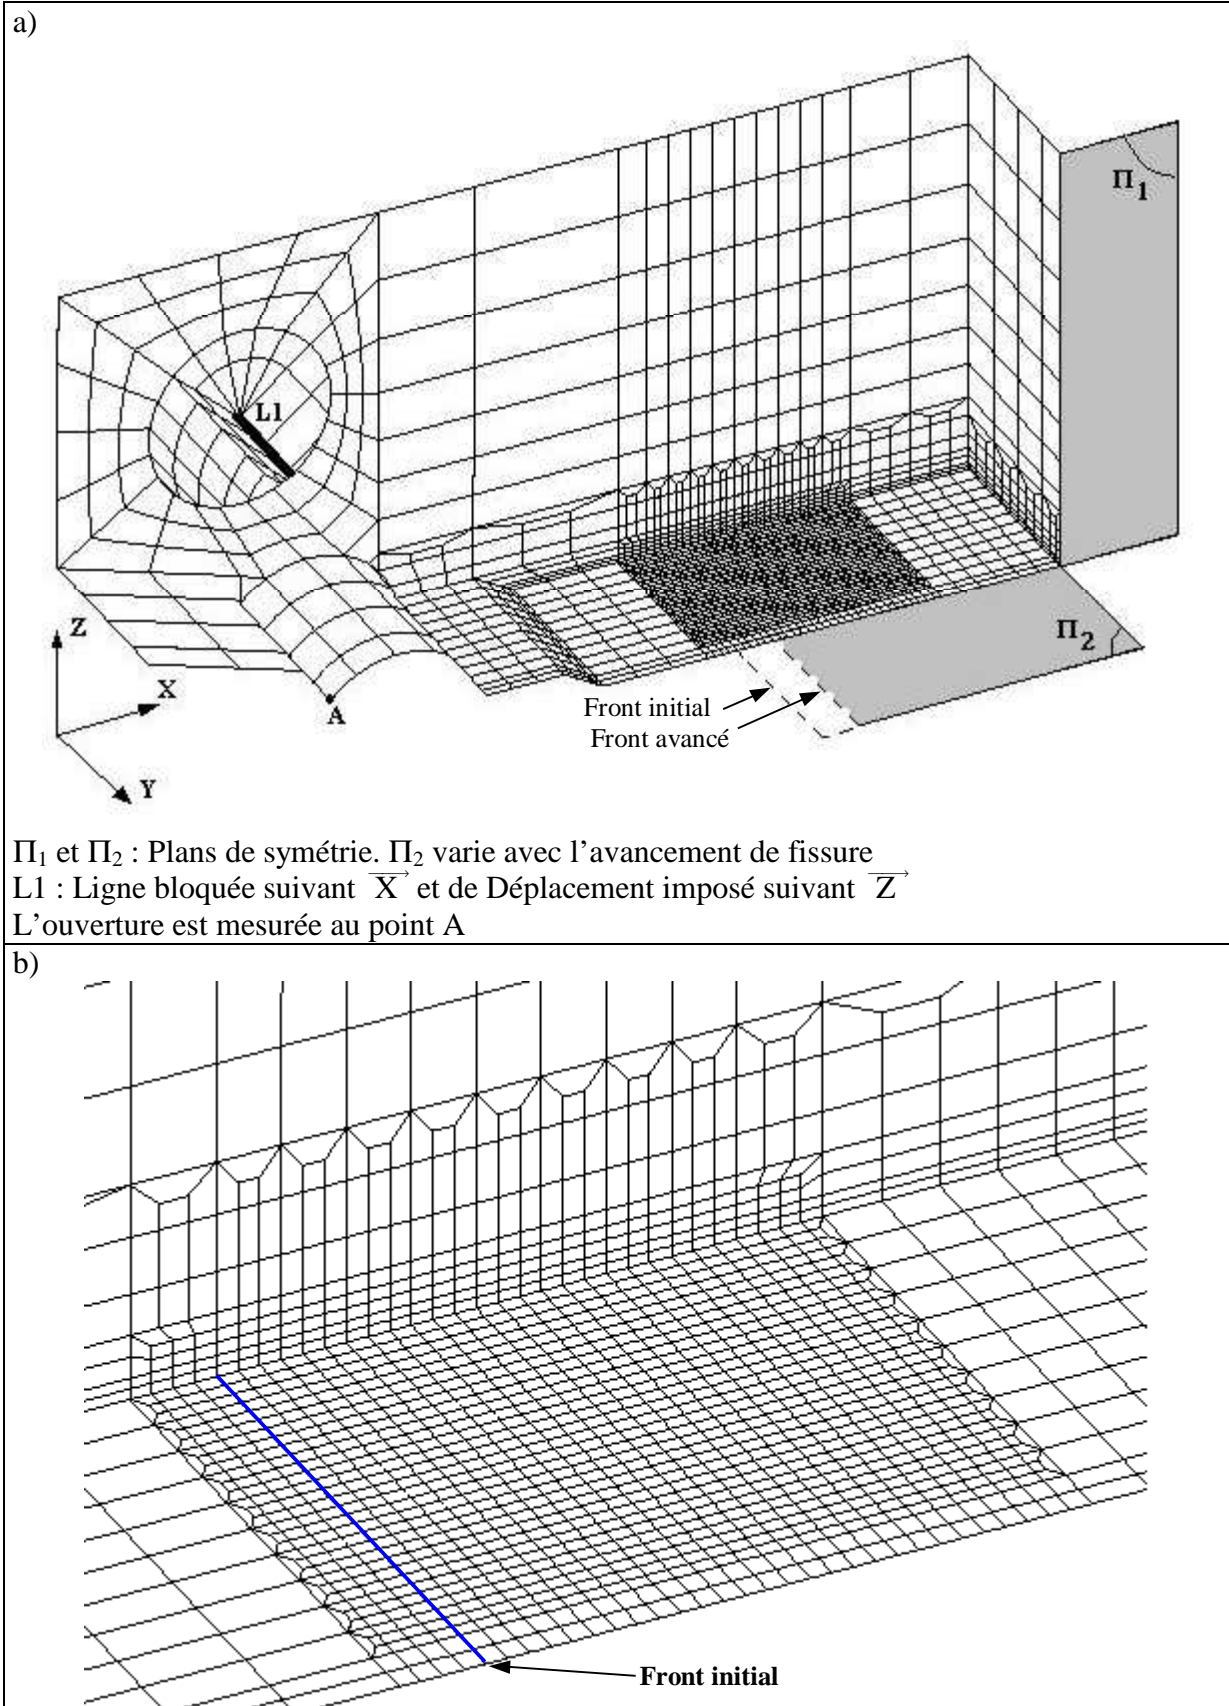 a)
Π1
L1
Z
X
Π2
A
Front initial
Front avancé
Y
Π1 et Π2 : Plans de symétrie. Π2 varie avec l’avancement de fissure
L1 : Ligne bloquée suivant X et de Déplacement imposé suivant Z
L’ouverture est mesurée au point A
b)
Front initial